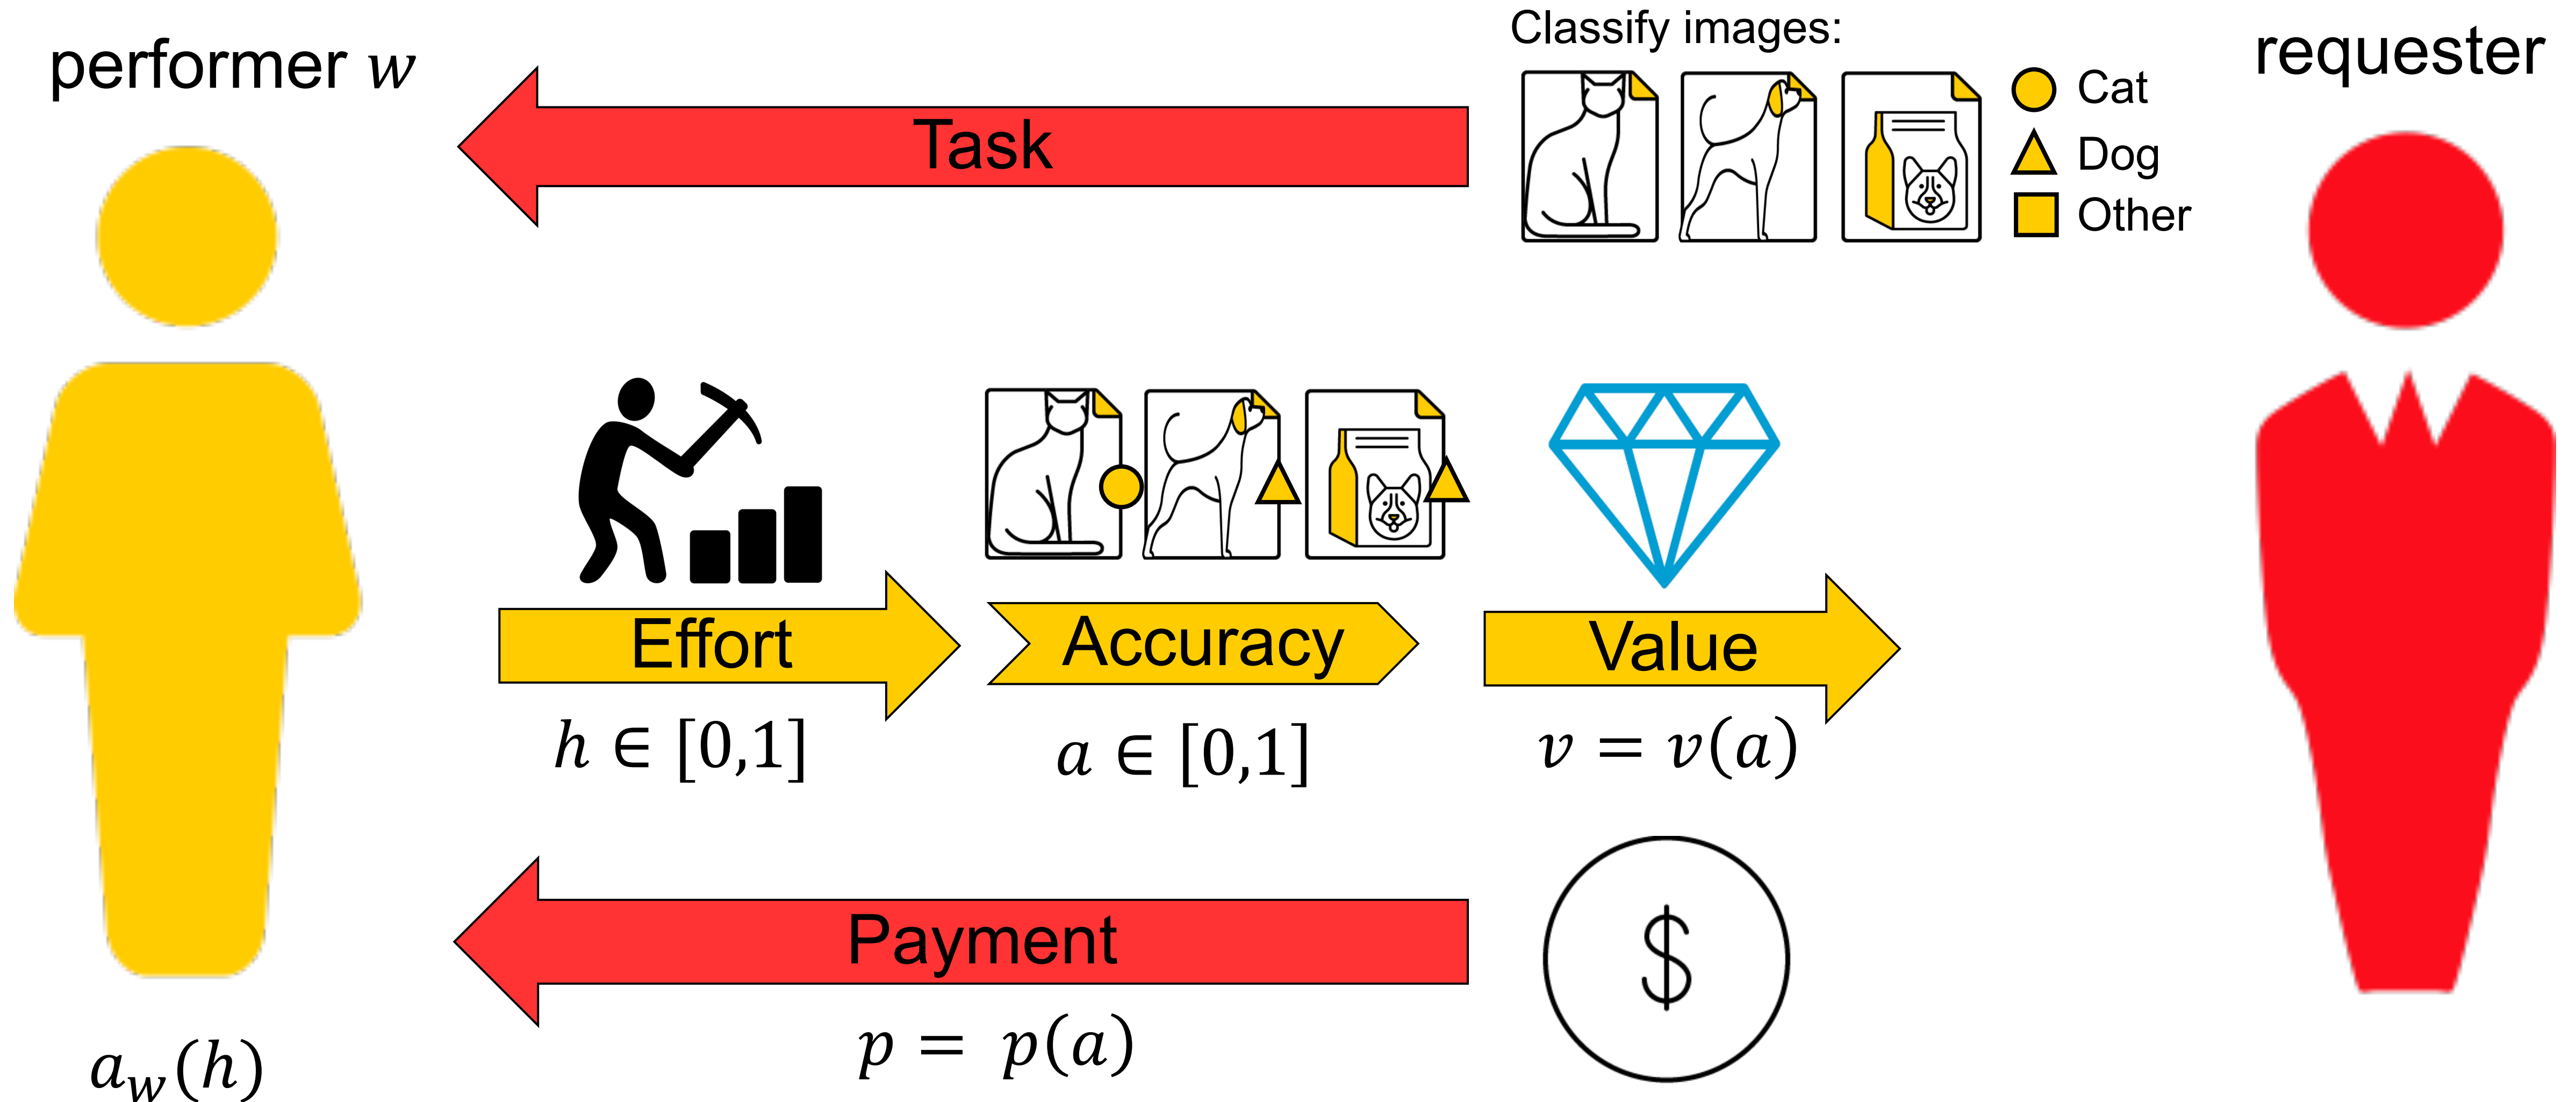 Classify images:
performer w
requester
Cat
Task
Dog
Other
Effort
Accuracy
Value
h ∈ [0,1]
a ∈ [0,1]
v = v(a)
Payment
$
p = p(a)
a_w(h)